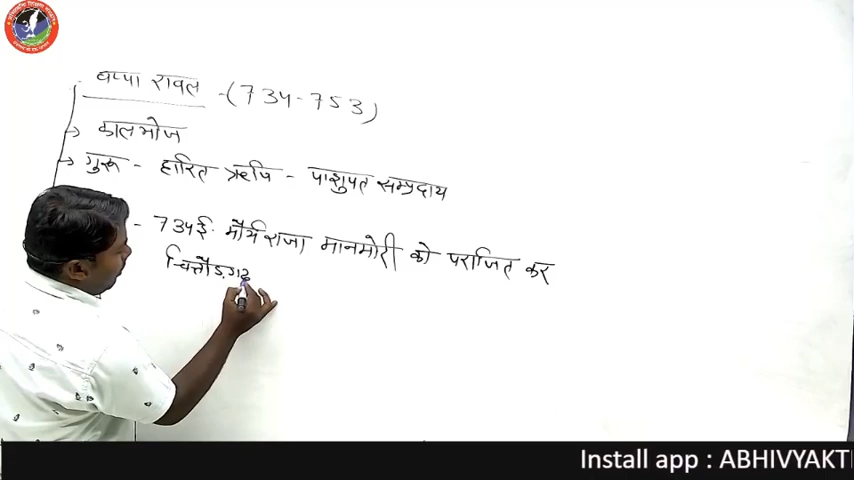 बप्पा रावल -(734-753)
→ कालभोज
→ गुरू - हारित ऋषि - पाशुपत सम्प्रदाय
- 734ई. मौर्य राजा मानमोरी को पराजित कर
चित्तौड़गढ़
Install app : ABHIVYAKTI